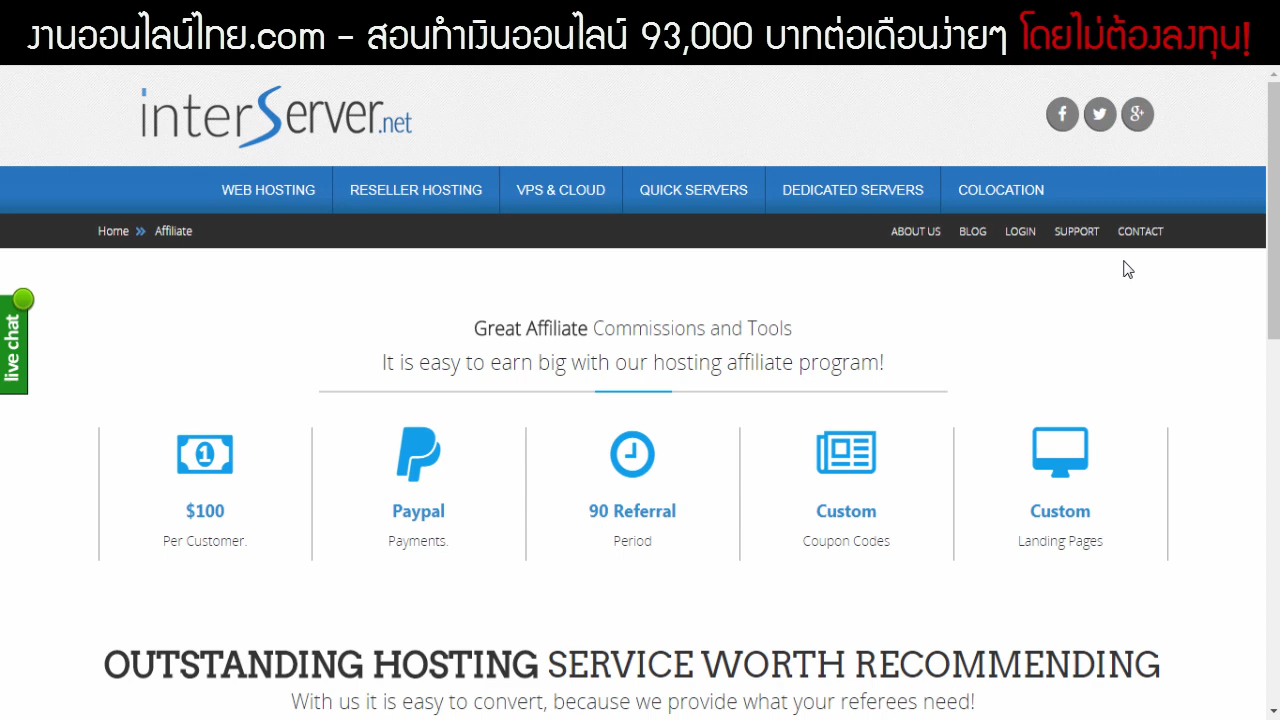 งานออนไลน์ไทย.com - สอนทำเงินออนไลน์ 93,000 บาทต่อเดือนง่ายๆ โดยไม่ต้องลงทุน!
interServer.net
f g+
WEB HOSTING RESELLER HOSTING VPS & CLOUD QUICK SERVERS DEDICATED SERVERS COLOCATION
Home » Affiliate ABOUT US BLOG LOGIN SUPPORT CONTACT
live chat
Great Affiliate Commissions and Tools
It is easy to earn big with our hosting affiliate program!
1
$100 Paypal 90 Referral Custom Custom
Per Customer. Payments. Period Coupon Codes Landing Pages
OUTSTANDING HOSTING SERVICE WORTH RECOMMENDING
With us it is easy to convert, because we provide what your referees need!